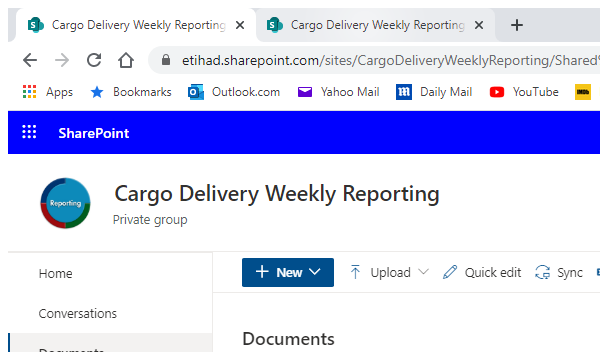 Cargo Delivery Weekly Reporting
Cargo Delivery Weekly Reporting
etihad.sharepoint.com/sites/CargoDeliveryWeeklyReporting/Shared%
Apps Bookmarks Outlook.com Yahoo Mail Daily Mail YouTube IMDb
SharePoint
Reporting
Cargo Delivery Weekly Reporting
Private group
Home
New Upload Quick edit Sync
Conversations
Documents
Documents